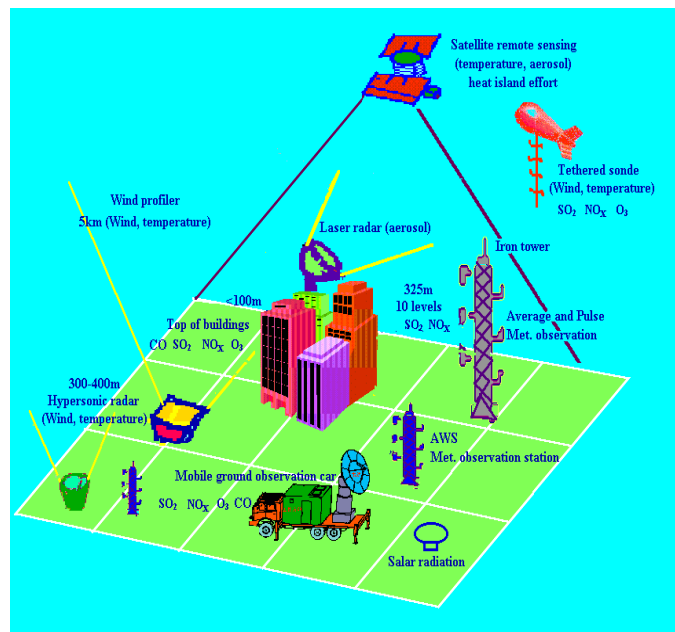 Satellite remote sensing
(temperature, aerosol)
heat island effort
Tethered sonde
(Wind, temperature)
SO2 NOX O3
Wind profiler
5km (Wind, temperature)
Laser radar (aerosol)
Iron tower
<100m
325m
10 levels
SO2 NOX
Average and Pulse
Met. observation
Top of buildings
CO SO2 NOX O3
300-400m
Hypersonic radar
(Wind, temperature)
AWS
Met. observation station
Mobile ground observation car
SO2 NOX O3 CO
Salar radiation